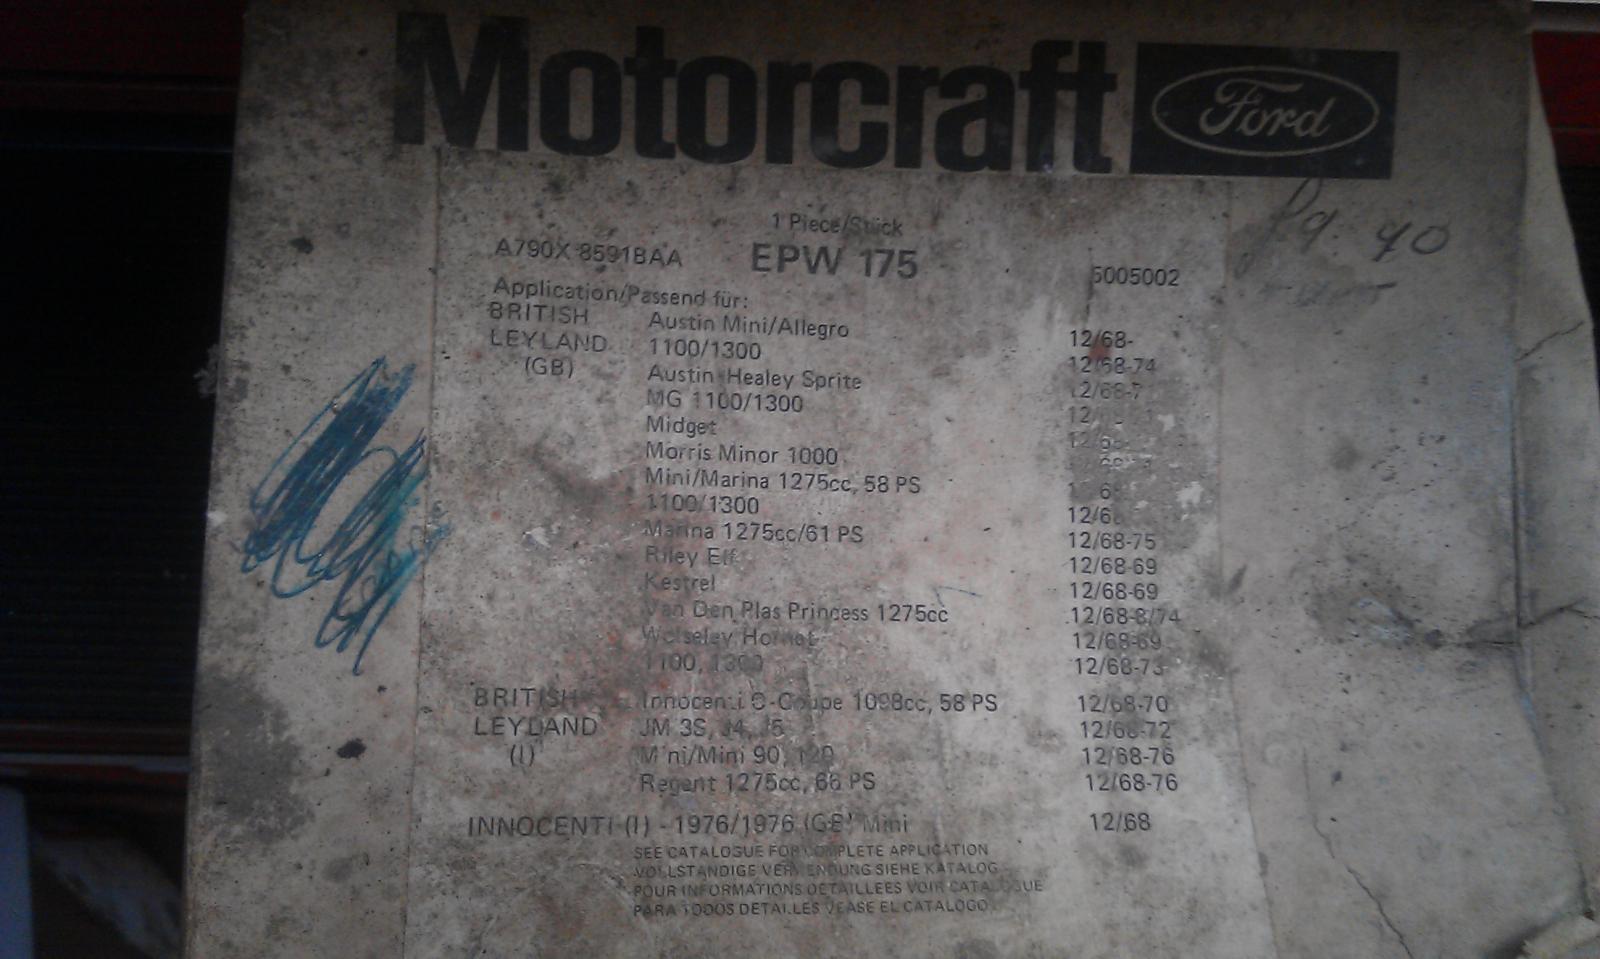 Motorcraft Ford
Pg. 40
1 Piece/Stück
A790X 8591BAA EPW 175 5005002
Application/Passend für:
BRITISH Austin Mini/Allegro 12/68-
LEYLAND 1100/1300 12/68-74
(GB) Austin Healey Sprite 12/68-7
MG 1100/1300
Midget 12/68-
Morris Minor 1000
Mini/Marina 1275cc, 58 PS
1100/1300
Marina 1275cc/61 PS 12/68-75
Riley Elf 12/68-69
Kestrel 12/68-69
Van Den Plas Princess 1275cc 12/68-8/74
Wolseley Hornet 12/68-69
1100, 1300 12/68-73
BRITISH Innocenti C-Coupe 1098cc, 58 PS 12/68-70
LEYLAND JM 3S, J4, J5 12/68-72
(I) Mini/Mini 90, 120 12/68-76
Regent 1275cc, 66 PS 12/68-76
INNOCENTI (I) - 1976/1976 (GB) Mini 12/68
SEE CATALOGUE FOR COMPLETE APPLICATION
VOLLSTANDIGE VERWENDUNG SIEHE KATALOG
POUR INFORMATIONS DETAILLEES VOIR CATALOGUE
PARA TODOS DETALLES VEASE EL CATALOGO